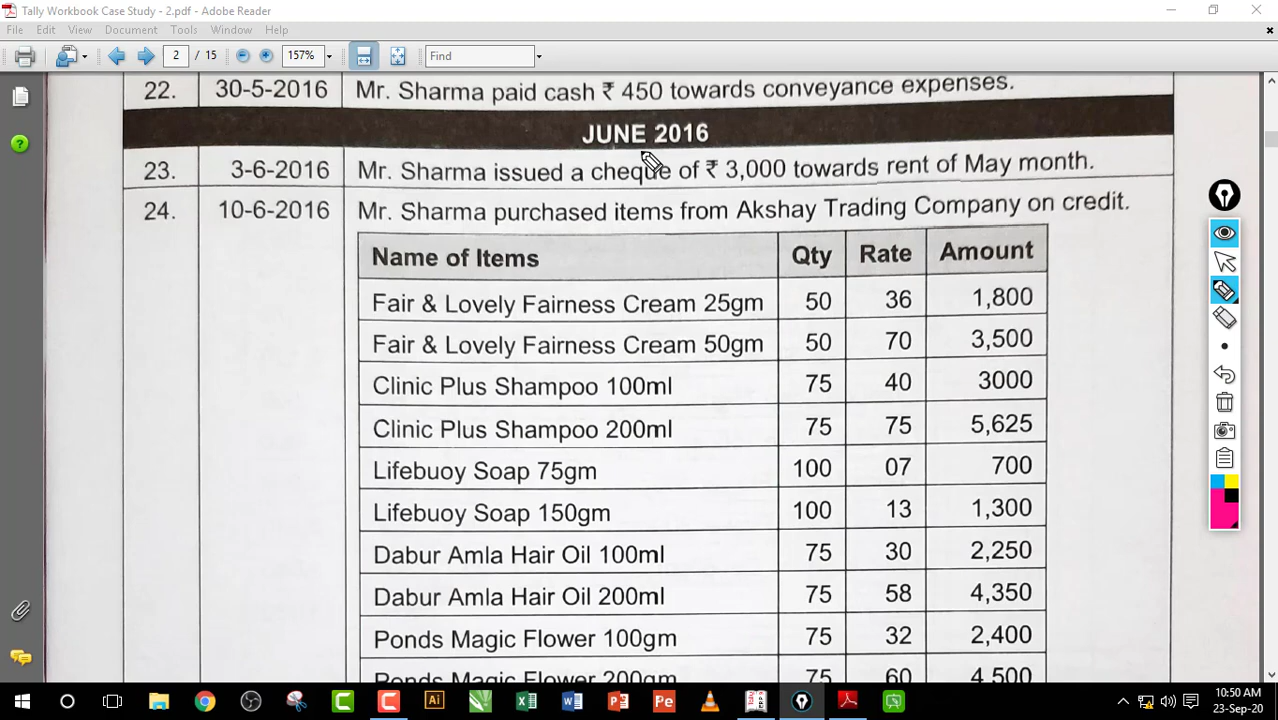 Tally Workbook Case Study - 2.pdf - Adobe Reader
File Edit View Document Tools Window Help
2 / 15 157% Find
22. 30-5-2016 Mr. Sharma paid cash ₹ 450 towards conveyance expenses.
JUNE 2016
23. 3-6-2016 Mr. Sharma issued a cheque of ₹ 3,000 towards rent of May month.
24. 10-6-2016 Mr. Sharma purchased items from Akshay Trading Company on credit.
Name of Items Qty Rate Amount
Fair & Lovely Fairness Cream 25gm 50 36 1,800
Fair & Lovely Fairness Cream 50gm 50 70 3,500
Clinic Plus Shampoo 100ml 75 40 3000
Clinic Plus Shampoo 200ml 75 75 5,625
Lifebuoy Soap 75gm 100 07 700
Lifebuoy Soap 150gm 100 13 1,300
Dabur Amla Hair Oil 100ml 75 30 2,250
Dabur Amla Hair Oil 200ml 75 58 4,350
Ponds Magic Flower 100gm 75 32 2,400
Ponds Magic Flower 200gm 75 60 4,500
10:50 AM
23-Sep-20